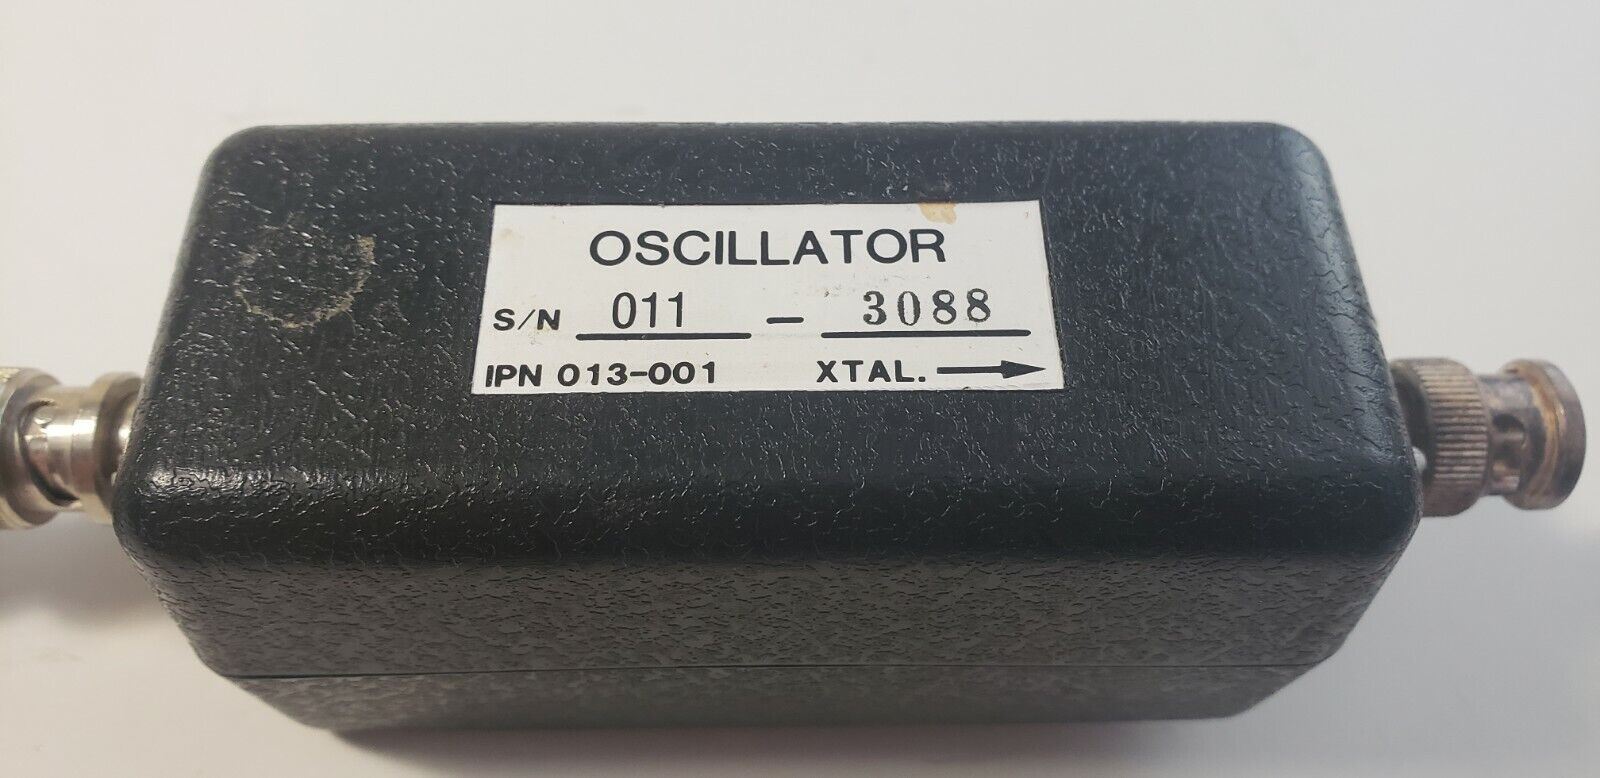 OSCILLATOR
S/N 011 - 3088
IPN 013-001 XTAL. →